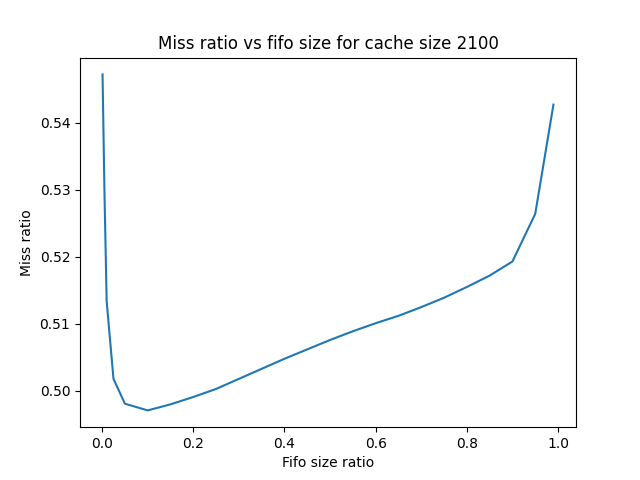 Miss ratio vs fifo size for cache size 2100
Miss ratio
0.54
0.53
0.52
0.51
0.50
0.0 0.2 0.4 0.6 0.8 1.0
Fifo size ratio